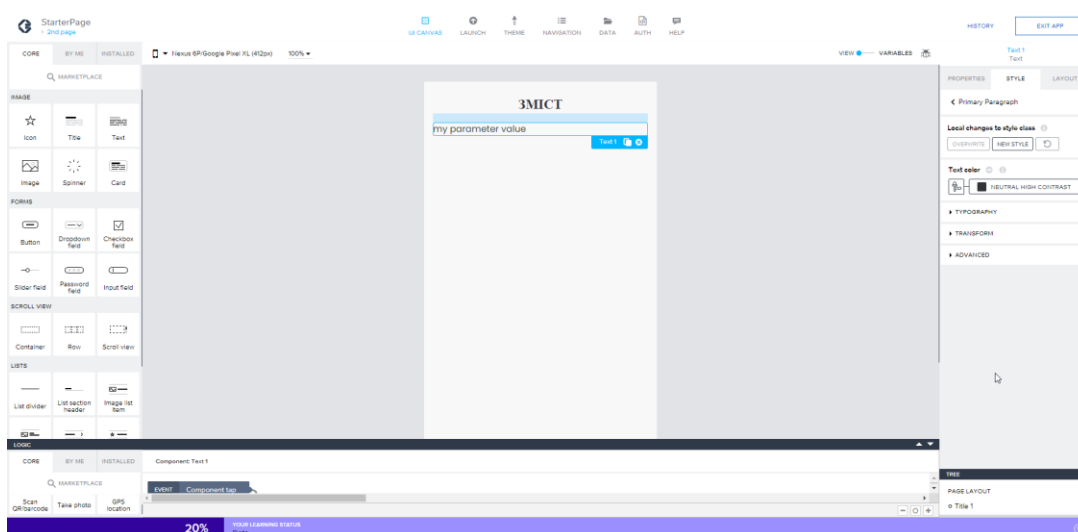 StarterPage
2nd page
UI CANVAS
LAUNCH
THEME
NAVIGATION
DATA
AUTH
HELP
HISTORY
EXIT APP
CORE
BY ME
INSTALLED
Nexus 6P/Google Pixel XL (412px)
100%
VIEW
VARIABLES
Text 1
Text
MARKETPLACE
PROPERTIES
STYLE
LAYOUT
IMAGE
Icon
Title
Text
Image
Spinner
Card
FORMS
Button
Dropdown field
Checkbox field
Slider field
Password field
Input field
SCROLL VIEW
Container
Row
Scroll view
LISTS
List divider
List section header
Image list item
ЗМІСТ
my parameter value
Text 1
Primary Paragraph
Local changes to style class
OVERWRITE
NEW STYLE
Text color
NEUTRAL HIGH CONTRAST
TYPOGRAPHY
TRANSFORM
ADVANCED
LOGIC
CORE
BY ME
INSTALLED
Component: Text 1
MARKETPLACE
EVENT
Component tap
Scan QR/barcode
Take photo
GPS location
TREE
PAGE LAYOUT
Title 1
20%
YOUR LEARNING STATUS